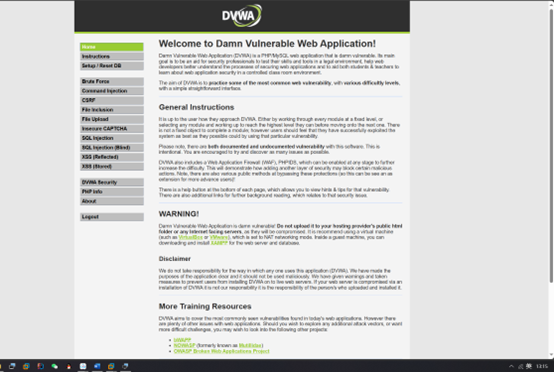 DVWA
Home
Instructions
Setup / Reset DB
Brute Force
Command Injection
CSRF
File Inclusion
File Upload
Insecure CAPTCHA
SQL Injection
SQL Injection (Blind)
XSS (Reflected)
XSS (Stored)
DVWA Security
PHP Info
About
Logout
Welcome to Damn Vulnerable Web Application!
Damn Vulnerable Web Application (DVWA) is a PHP/MySQL web application that is damn vulnerable. Its main
goal is to be an aid for security professionals to test their skills and tools in a legal environment, help web
developers better understand the processes of securing web applications and to aid both students & teachers to
learn about web application security in a controlled class room environment.
The aim of DVWA is to practice some of the most common web vulnerability, with various difficulty levels,
with a simple straightforward interface.
General Instructions
It is up to the user how they approach DVWA. Either by working through every module at a fixed level, or
selecting any module and working up to reach the highest level they can before moving onto the next one. There
is not a fixed object to complete a module; however users should feel that they have successfully exploited the
system as best as they possible could by using that particular vulnerability.
Please note, there are both documented and undocumented vulnerability with this software. This is
intentional. You are encouraged to try and discover as many issues as possible.
DVWA also includes a Web Application Firewall (WAF), PHPIDS, which can be enabled at any stage to further
increase the difficulty. This will demonstrate how adding another layer of security may block certain malicious
actions. Note, there are also various public methods at bypassing these protections (so this can be see an as
extension for more advance users)!
There is a help button at the bottom of each page, which allows you to view hints & tips for that vulnerability.
There are also additional links for further background reading, which relates to that security issue.
WARNING!
Damn Vulnerable Web Application is damn vulnerable! Do not upload it to your hosting provider's public html
folder or any Internet facing servers, as they will be compromised. It is recommend using a virtual machine
(such as VirtualBox or VMware), which is set to NAT networking mode. Inside a guest machine, you can
downloading and install XAMPP for the web server and database.
Disclaimer
We do not take responsibility for the way in which any one uses this application (DVWA). We have made the
purposes of the application clear and it should not be used maliciously. We have given warnings and taken
measures to prevent users from installing DVWA on to live web servers. If your web server is compromised via an
installation of DVWA it is not our responsibility it is the responsibility of the person/s who uploaded and installed it.
More Training Resources
DVWA aims to cover the most commonly seen vulnerabilities found in today's web applications. However there
are plenty of other issues with web applications. Should you wish to explore any additional attack vectors, or want
more difficult challenges, you may wish to look into the following other projects:
bWAPP
NOWASP (formerly known as Mutillidae)
OWASP Broken Web Applications Project
13:15